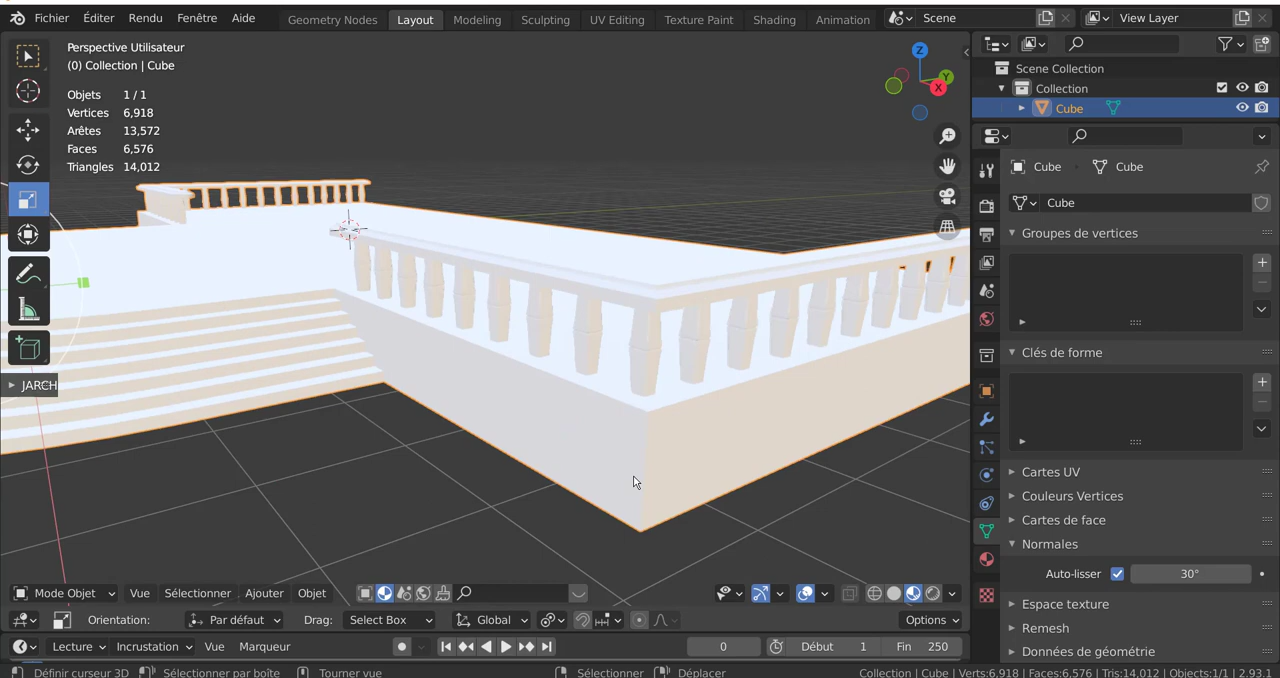 Fichier Éditer Rendu Fenêtre Aide Geometry Nodes Layout Modeling Sculpting UV Editing Texture Paint Shading Animation Scene View Layer
Perspective Utilisateur
(0) Collection | Cube
Objets 1 / 1
Vertices 6,918
Arêtes 13,572
Faces 6,576
Triangles 14,012
Z
Y
X
JARCH
Scene Collection
Collection
Cube
Cube Cube
Cube
Groupes de vertices
Clés de forme
Cartes UV
Couleurs Vertices
Cartes de face
Normales
Auto-lisser 30°
Espace texture
Remesh
Données de géométrie
Mode Objet Vue Sélectionner Ajouter Objet
Orientation: Par défaut Drag: Select Box Global Options
Lecture Incrustation Vue Marqueur 0 Début 1 Fin 250
Définir curseur 3D Sélectionner par boîte Tourner vue Sélectionner Déplacer Collection | Cube | Verts:6,918 | Faces:6,576 | Tris:14,012 | Objects:1/1 | 2.93.1